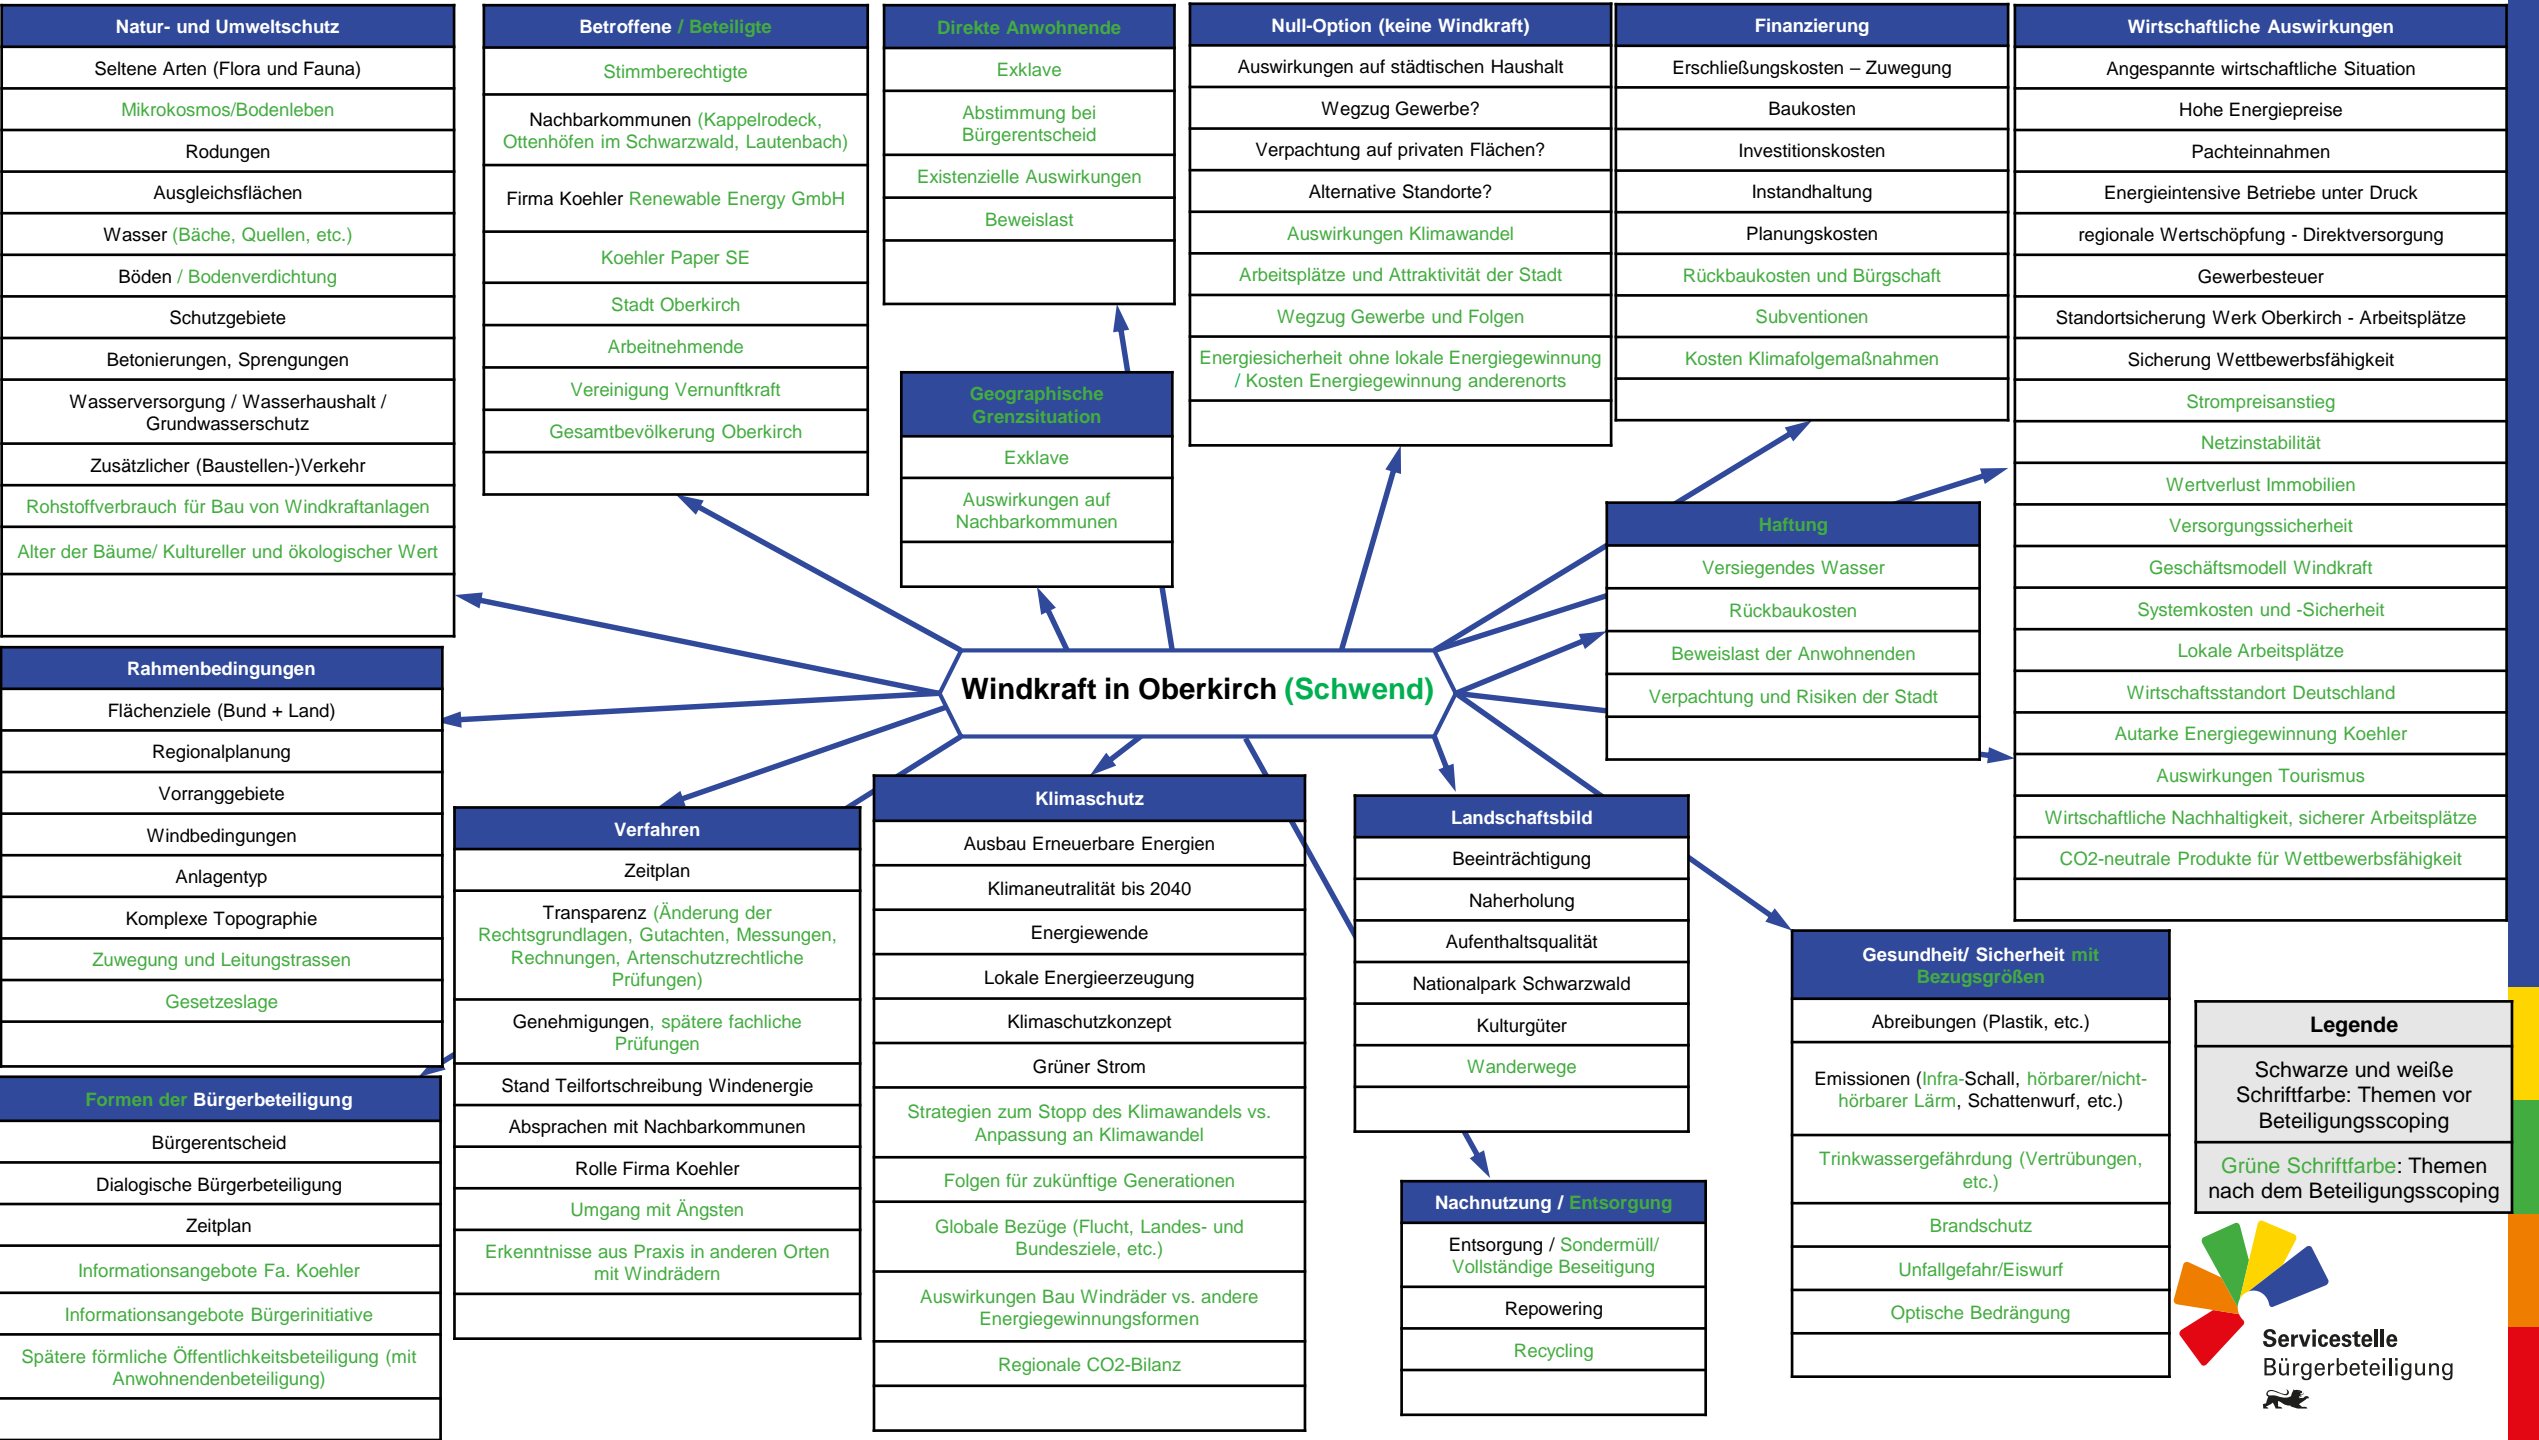 Natur- und Umweltschutz
Seltene Arten (Flora und Fauna)
Mikrokosmos/Bodenleben
Rodungen
Ausgleichsflächen
Wasser (Bäche, Quellen, etc.)
Böden / Bodenverdichtung
Schutzgebiete
Betonierungen, Sprengungen
Wasserversorgung / Wasserhaushalt /
Grundwasserschutz
Zusätzlicher (Baustellen-)Verkehr
Rohstoffverbrauch für Bau von Windkraftanlagen
Alter der Bäume/ Kultureller und ökologischer Wert
Betroffene / Beteiligte
Stimmberechtigte
Nachbarkommunen (Kappelrodeck,
Ottenhöfen im Schwarzwald, Lautenbach)
Firma Koehler Renewable Energy GmbH
Koehler Paper SE
Stadt Oberkirch
Arbeitnehmende
Vereinigung Vernunftkraft
Gesamtbevölkerung Oberkirch
Direkte Anwohnende
Exklave
Abstimmung bei
Bürgerentscheid
Existenzielle Auswirkungen
Beweislast
Geographische
Grenzsituation
Exklave
Auswirkungen auf
Nachbarkommunen
Null-Option (keine Windkraft)
Auswirkungen auf städtischen Haushalt
Wegzug Gewerbe?
Verpachtung auf privaten Flächen?
Alternative Standorte?
Auswirkungen Klimawandel
Arbeitsplätze und Attraktivität der Stadt
Wegzug Gewerbe und Folgen
Energiesicherheit ohne lokale Energiegewinnung
/ Kosten Energiegewinnung anderenorts
Finanzierung
Erschließungskosten – Zuwegung
Baukosten
Investitionskosten
Instandhaltung
Planungskosten
Rückbaukosten und Bürgschaft
Subventionen
Kosten Klimafolgemaßnahmen
Wirtschaftliche Auswirkungen
Angespannte wirtschaftliche Situation
Hohe Energiepreise
Pachteinnahmen
Energieintensive Betriebe unter Druck
regionale Wertschöpfung - Direktversorgung
Gewerbesteuer
Standortsicherung Werk Oberkirch - Arbeitsplätze
Sicherung Wettbewerbsfähigkeit
Strompreisanstieg
Netzinstabilität
Wertverlust Immobilien
Versorgungssicherheit
Geschäftsmodell Windkraft
Systemkosten und -Sicherheit
Lokale Arbeitsplätze
Wirtschaftsstandort Deutschland
Autarke Energiegewinnung Koehler
Auswirkungen Tourismus
Wirtschaftliche Nachhaltigkeit, sicherer Arbeitsplätze
CO2-neutrale Produkte für Wettbewerbsfähigkeit
Haftung
Versiegendes Wasser
Rückbaukosten
Beweislast der Anwohnenden
Verpachtung und Risiken der Stadt
Windkraft in Oberkirch (Schwend)
Rahmenbedingungen
Flächenziele (Bund + Land)
Regionalplanung
Vorranggebiete
Windbedingungen
Anlagentyp
Komplexe Topographie
Zuwegung und Leitungstrassen
Gesetzeslage
Formen der Bürgerbeteiligung
Bürgerentscheid
Dialogische Bürgerbeteiligung
Zeitplan
Informationsangebote Fa. Koehler
Informationsangebote Bürgerinitiative
Spätere förmliche Öffentlichkeitsbeteiligung (mit
Anwohnendenbeteiligung)
Verfahren
Zeitplan
Transparenz (Änderung der
Rechtsgrundlagen, Gutachten, Messungen,
Rechnungen, Artenschutzrechtliche
Prüfungen)
Genehmigungen, spätere fachliche
Prüfungen
Stand Teilfortschreibung Windenergie
Absprachen mit Nachbarkommunen
Rolle Firma Koehler
Umgang mit Ängsten
Erkenntnisse aus Praxis in anderen Orten
mit Windrädern
Klimaschutz
Ausbau Erneuerbare Energien
Klimaneutralität bis 2040
Energiewende
Lokale Energieerzeugung
Klimaschutzkonzept
Grüner Strom
Strategien zum Stopp des Klimawandels vs.
Anpassung an Klimawandel
Folgen für zukünftige Generationen
Globale Bezüge (Flucht, Landes- und
Bundesziele, etc.)
Auswirkungen Bau Windräder vs. andere
Energiegewinnungsformen
Regionale CO2-Bilanz
Landschaftsbild
Beeinträchtigung
Naherholung
Aufenthaltsqualität
Nationalpark Schwarzwald
Kulturgüter
Wanderwege
Nachnutzung / Entsorgung
Entsorgung / Sondermüll/
Vollständige Beseitigung
Repowering
Recycling
Gesundheit/ Sicherheit mit
Bezugsgrößen
Abreibungen (Plastik, etc.)
Emissionen (Infra-Schall, hörbarer/nicht-
hörbarer Lärm, Schattenwurf, etc.)
Trinkwassergefährdung (Vertrübungen,
etc.)
Brandschutz
Unfallgefahr/Eiswurf
Optische Bedrängung
Legende
Schwarze und weiße
Schriftfarbe: Themen vor
Beteiligungsscoping
Grüne Schriftfarbe: Themen
nach dem Beteiligungsscoping
Servicestelle
Bürgerbeteiligung